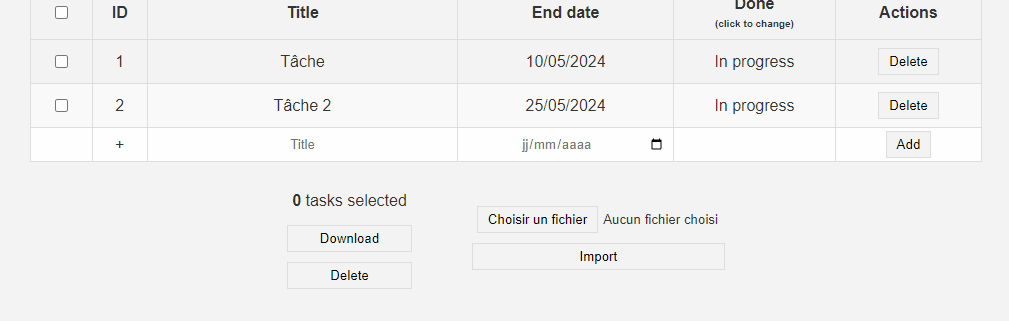 ID Title End date Done Actions
(click to change)
1 Tâche 10/05/2024 In progress Delete
2 Tâche 2 25/05/2024 In progress Delete
+ Title jj/mm/aaaa Add
0 tasks selected
Choisir un fichier Aucun fichier choisi
Download
Import
Delete